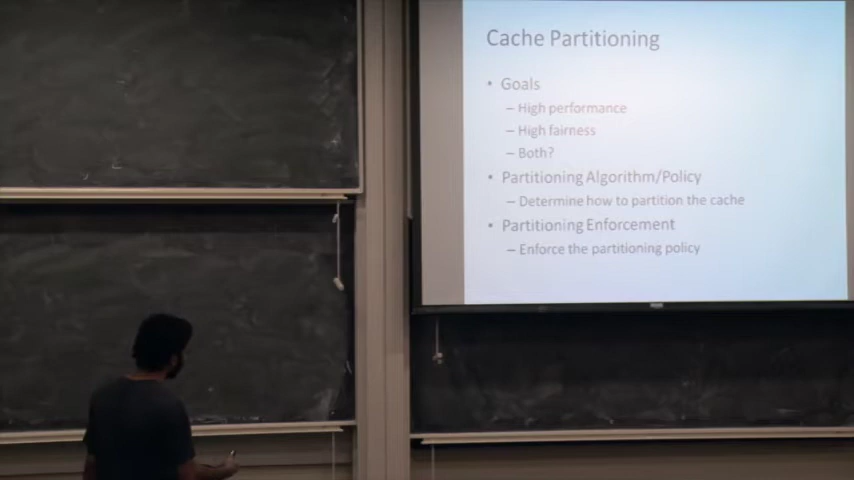 Cache Partitioning
• Goals
– High performance
– High fairness
– Both?
• Partitioning Algorithm/Policy
– Determine how to partition the cache
• Partitioning Enforcement
– Enforce the partitioning policy